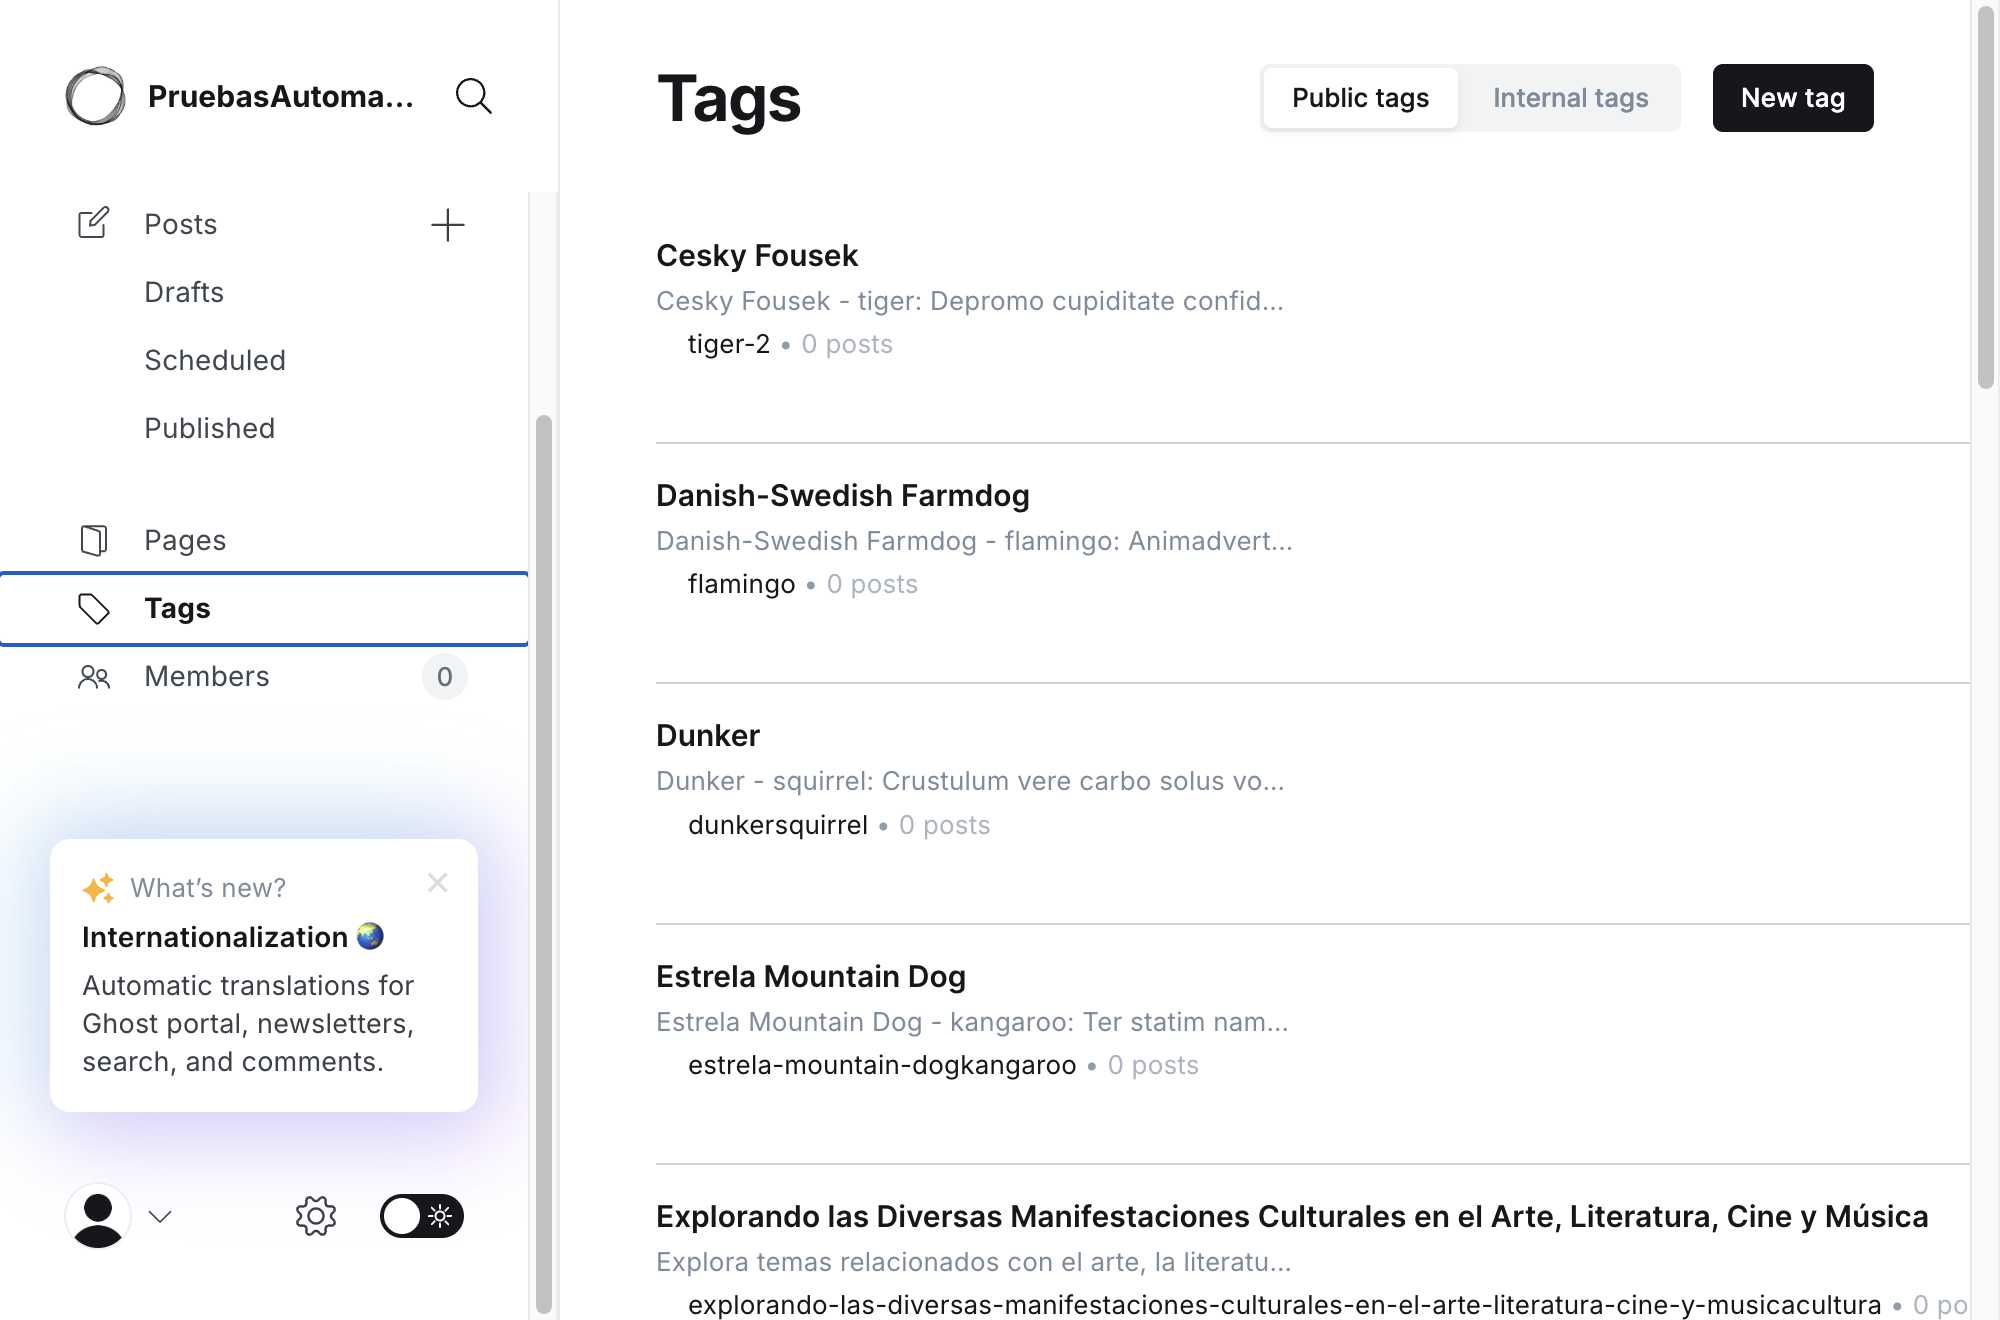 PruebasAutoma...
Posts
Drafts
Scheduled
Published
Pages
Tags
Members
0
What's new?
Internationalization
Automatic translations for
Ghost portal, newsletters,
search, and comments.
Tags
Public tags
Internal tags
New tag
Cesky Fousek
Cesky Fousek - tiger: Depromo cupiditate confid...
tiger-2 • 0 posts
Danish-Swedish Farmdog
Danish-Swedish Farmdog - flamingo: Animadvert...
flamingo • 0 posts
Dunker
Dunker - squirrel: Crustulum vere carbo solus vo...
dunkersquirrel • 0 posts
Estrela Mountain Dog
Estrela Mountain Dog - kangaroo: Ter statim nam...
estrela-mountain-dogkangaroo • 0 posts
Explorando las Diversas Manifestaciones Culturales en el Arte, Literatura, Cine y Música
Explora temas relacionados con el arte, la literatu...
explorando-las-diversas-manifestaciones-culturales-en-el-arte-literatura-cine-y-musicacultura • 0 po